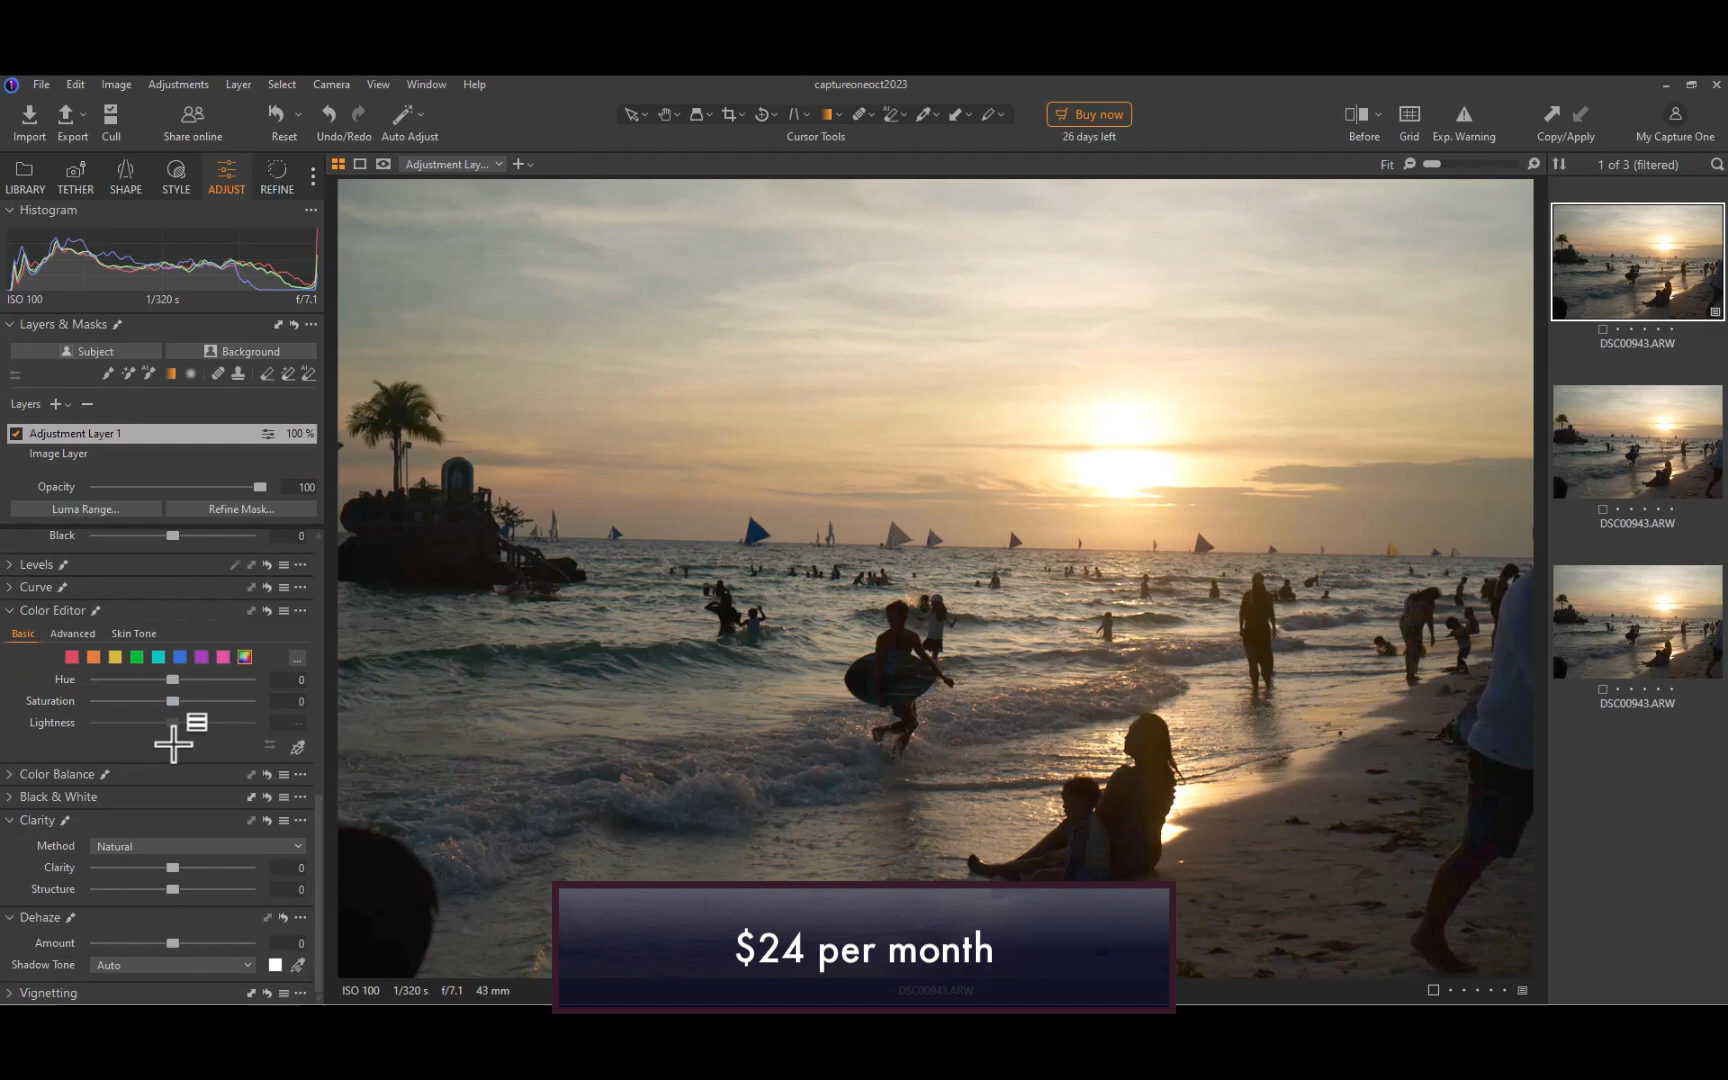 File Edit Image Adjustments Layer Select Camera View Window Help
captureoneoct2023
Import Export Cull Share online Reset Undo/Redo Auto Adjust
Cursor Tools
Buy now
26 days left
Before Grid Exp. Warning Copy/Apply My Capture One
LIBRARY TETHER SHAPE STYLE ADJUST REFINE
Adjustment Lay...
Fit
1 of 3 (filtered)
Histogram
ISO 100 1/320 s f/7.1
Layers & Masks
Subject Background
AI AI
Layers
Adjustment Layer 1 100 %
Image Layer
Opacity 100
Luma Range... Refine Mask...
Black 0
Levels
Curve
Color Editor
Basic Advanced Skin Tone
...
Hue 0
Saturation 0
Lightness --
Color Balance
Black & White
Clarity
Method Natural
Clarity 0
Structure 0
Dehaze
Amount 0
Shadow Tone Auto
Vignetting
DSC00943.ARW
DSC00943.ARW
DSC00943.ARW
$24 per month
ISO 100 1/320 s f/7.1 43 mm
DSC00943.ARW